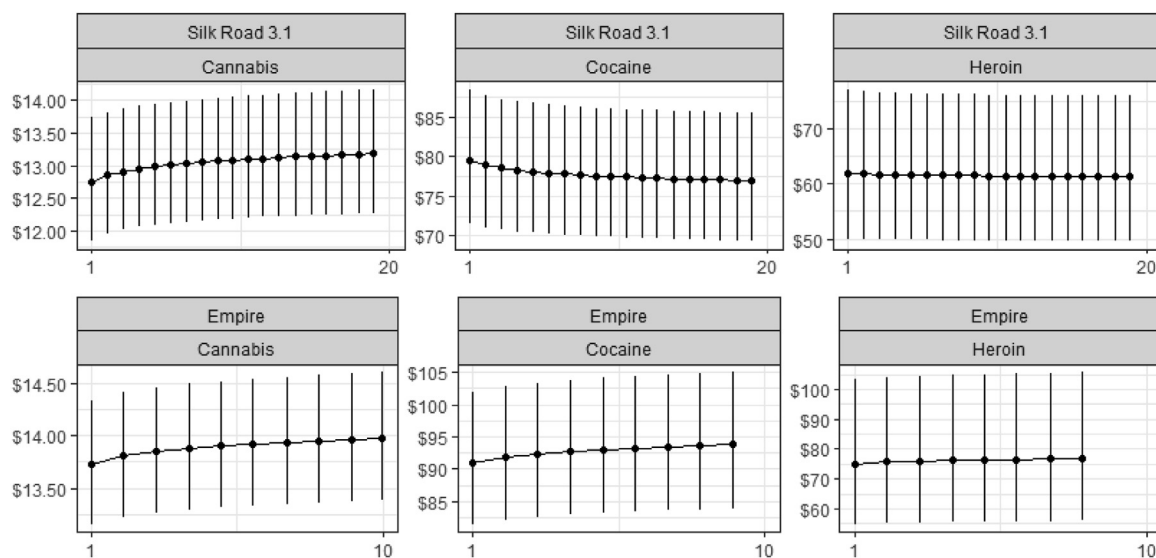 Silk Road 3.1
Cannabis
$14.00
$13.50
$13.00
$12.50
$12.00
1 20
Silk Road 3.1
Cocaine
$85
$80
$75
$70
1 20
Silk Road 3.1
Heroin
$70
$60
$50
1 20
Empire
Cannabis
$14.50
$14.00
$13.50
1 10
Empire
Cocaine
$105
$100
$95
$90
$85
1 10
Empire
Heroin
$100
$90
$80
$70
$60
1 10